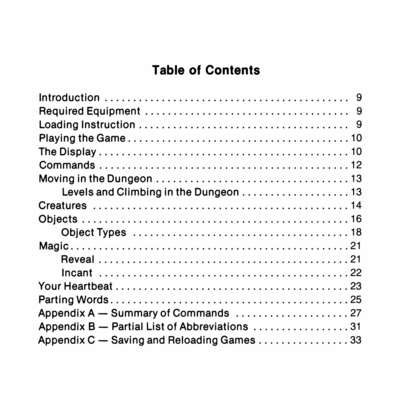 Table of Contents
Introduction . . . . . . . . . . . . . . . . . . . . . . . . . . . . . . . . . . . . . 9
Required Equipment . . . . . . . . . . . . . . . . . . . . . . . . . . . . . . 9
Loading Instruction . . . . . . . . . . . . . . . . . . . . . . . . . . . . . . . 9
Playing the Game . . . . . . . . . . . . . . . . . . . . . . . . . . . . . . . . 10
The Display . . . . . . . . . . . . . . . . . . . . . . . . . . . . . . . . . . . . 10
Commands . . . . . . . . . . . . . . . . . . . . . . . . . . . . . . . . . . . . 12
Moving in the Dungeon . . . . . . . . . . . . . . . . . . . . . . . . . . . . 13
Levels and Climbing in the Dungeon . . . . . . . . . . . . . . . . 13
Creatures . . . . . . . . . . . . . . . . . . . . . . . . . . . . . . . . . . . . . 14
Objects . . . . . . . . . . . . . . . . . . . . . . . . . . . . . . . . . . . . . . . 16
Object Types . . . . . . . . . . . . . . . . . . . . . . . . . . . . . . . . 18
Magic . . . . . . . . . . . . . . . . . . . . . . . . . . . . . . . . . . . . . . . . 21
Reveal . . . . . . . . . . . . . . . . . . . . . . . . . . . . . . . . . . . . . 21
Incant . . . . . . . . . . . . . . . . . . . . . . . . . . . . . . . . . . . . . 22
Your Heartbeat . . . . . . . . . . . . . . . . . . . . . . . . . . . . . . . . . . 23
Parting Words . . . . . . . . . . . . . . . . . . . . . . . . . . . . . . . . . . . 25
Appendix A — Summary of Commands . . . . . . . . . . . . . . . . . 27
Appendix B — Partial List of Abbreviations . . . . . . . . . . . . . . 31
Appendix C — Saving and Reloading Games . . . . . . . . . . . . . 33